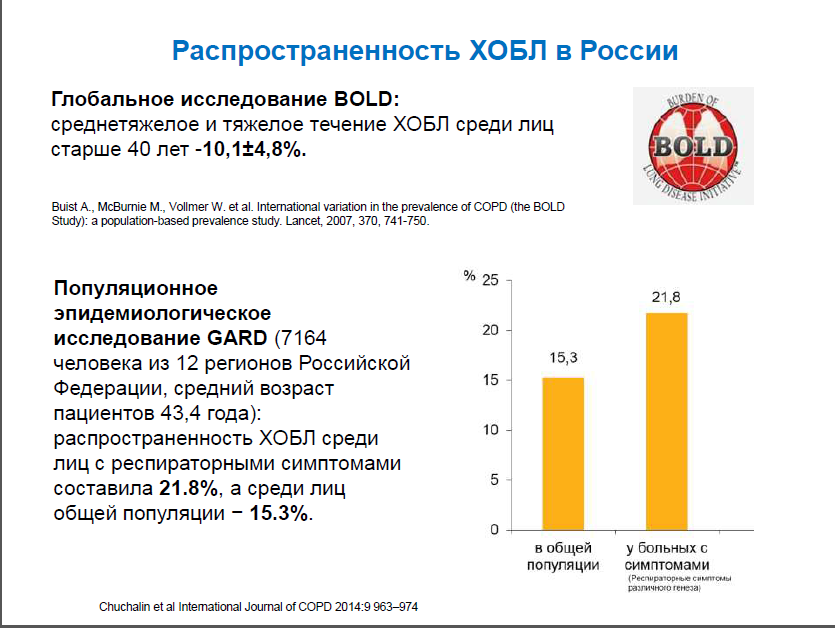 Распространенность ХОБЛ в России
Глобальное исследование BOLD:
среднетяжелое и тяжелое течение ХОБЛ среди лиц
старше 40 лет -10,1±4,8%.
BURDEN OF
BOLD
LUNG DISEASE INITIATIVE™
Buist A., McBurnie M., Vollmer W. et al. International variation in the prevalence of COPD (the BOLD
Study): a population-based prevalence study. Lancet, 2007, 370, 741-750.
Популяционное
эпидемиологическое
исследование GARD (7164
человека из 12 регионов Российской
Федерации, средний возраст
пациентов 43,4 года):
распространенность ХОБЛ среди
лиц с респираторными симптомами
составила 21.8%, а среди лиц
общей популяции − 15.3%.
%
25
20
15
10
5
0
15,3
21,8
в общей
популяции
у больных с
симптомами
(Респираторные симптомы
различного генеза)
Chuchalin et al International Journal of COPD 2014:9 963–974